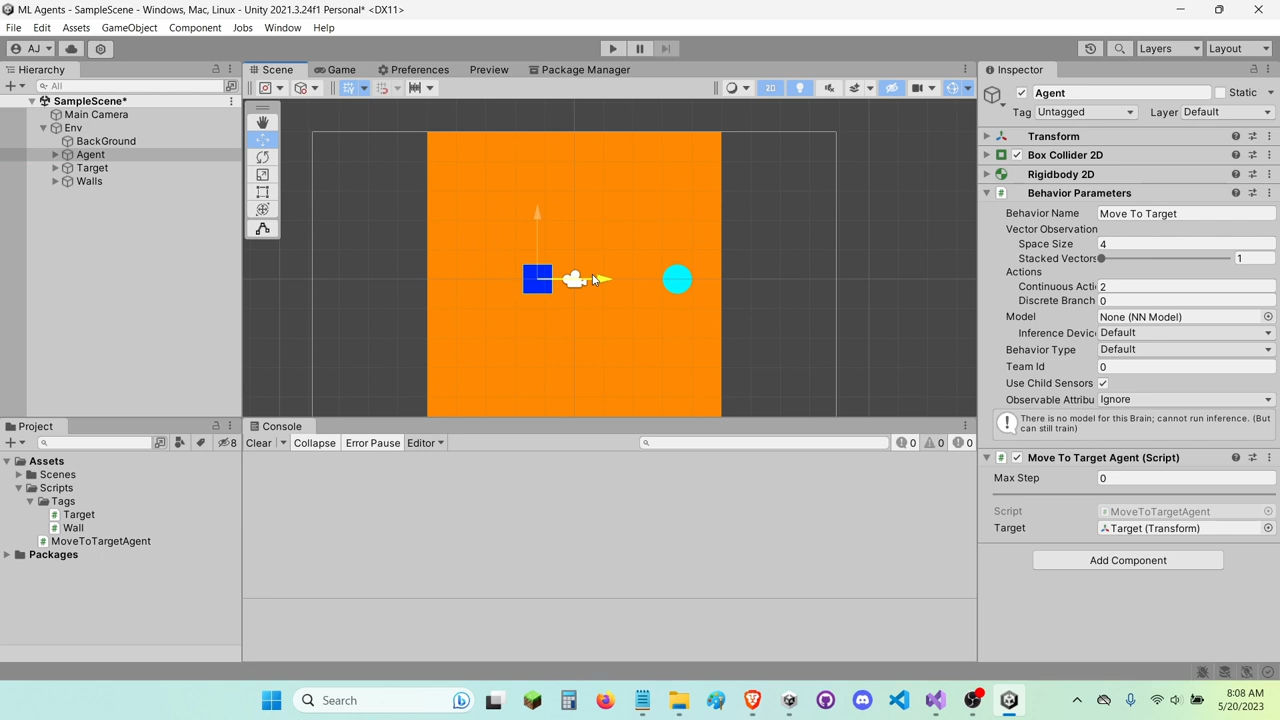 ML Agents - SampleScene - Windows, Mac, Linux - Unity 2021.3.24f1 Personal* <DX11>
File Edit Assets GameObject Component Jobs Window Help
AJ Layers Layout
Hierarchy Scene Game Preferences Preview Package Manager Inspector
All 2D
SampleScene* Agent Static
Main Camera Tag Untagged Layer Default
Env Transform
BackGround Box Collider 2D
Agent Rigidbody 2D
Target Behavior Parameters
Walls Behavior Name Move To Target
Vector Observation
Space Size 4
Stacked Vectors 1
Actions
Continuous Acti 2
Discrete Branch 0
Model None (NN Model)
Inference Devic Default
Behavior Type Default
Team Id 0
Use Child Sensors
Observable Attribu Ignore
There is no model for this Brain; cannot run inference. (But
can still train)
Project Console
8 Clear Collapse Error Pause Editor 0 0 0
Assets Move To Target Agent (Script)
Scenes Max Step 0
Scripts
Tags
Target Script MoveToTargetAgent
Wall Target Target (Transform)
MoveToTargetAgent
Packages
Add Component
Search
8:08 AM
5/20/2023